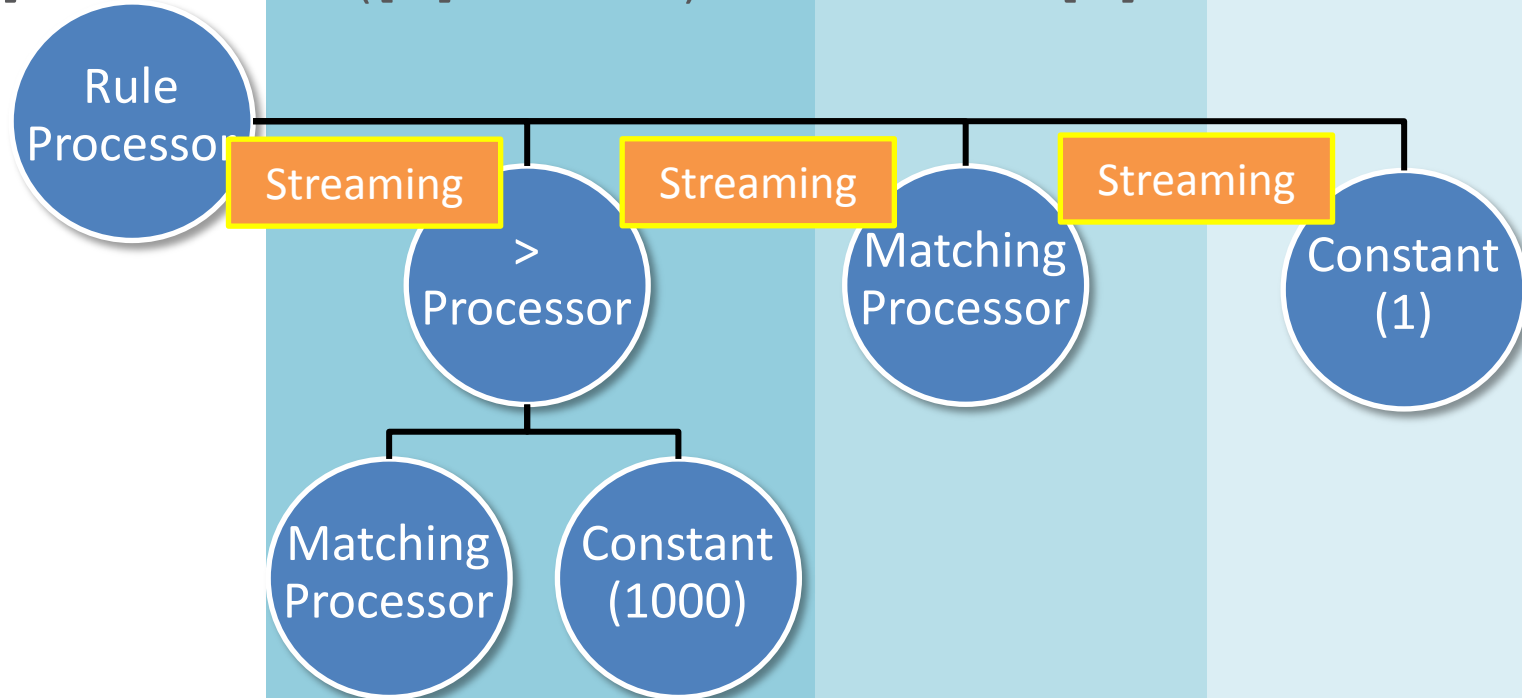 Rule
Processor
Streaming
Streaming
Streaming
>
Processor
Matching
Processor
Constant
(1)
Matching
Processor
Constant
(1000)